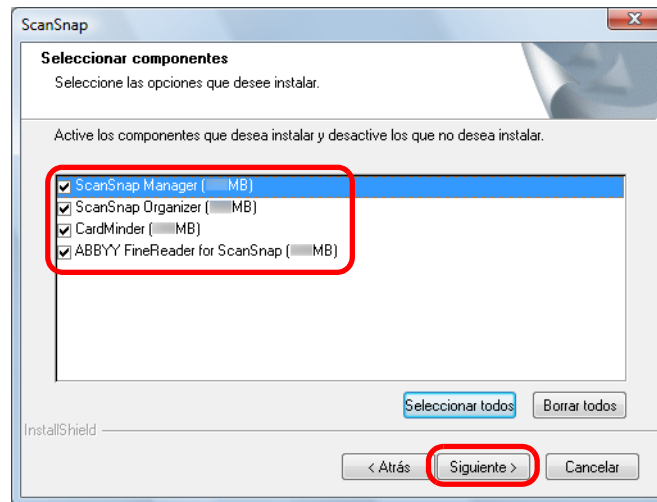 ScanSnap
Seleccionar componentes
Seleccione las opciones que desee instalar.
Active los componentes que desea instalar y desactive los que no desea instalar.
ScanSnap Manager ( MB)
ScanSnap Organizer ( MB)
CardMinder ( MB)
ABBYY FineReader for ScanSnap ( MB)
Seleccionar todos Borrar todos
InstallShield
< Atrás Siguiente > Cancelar